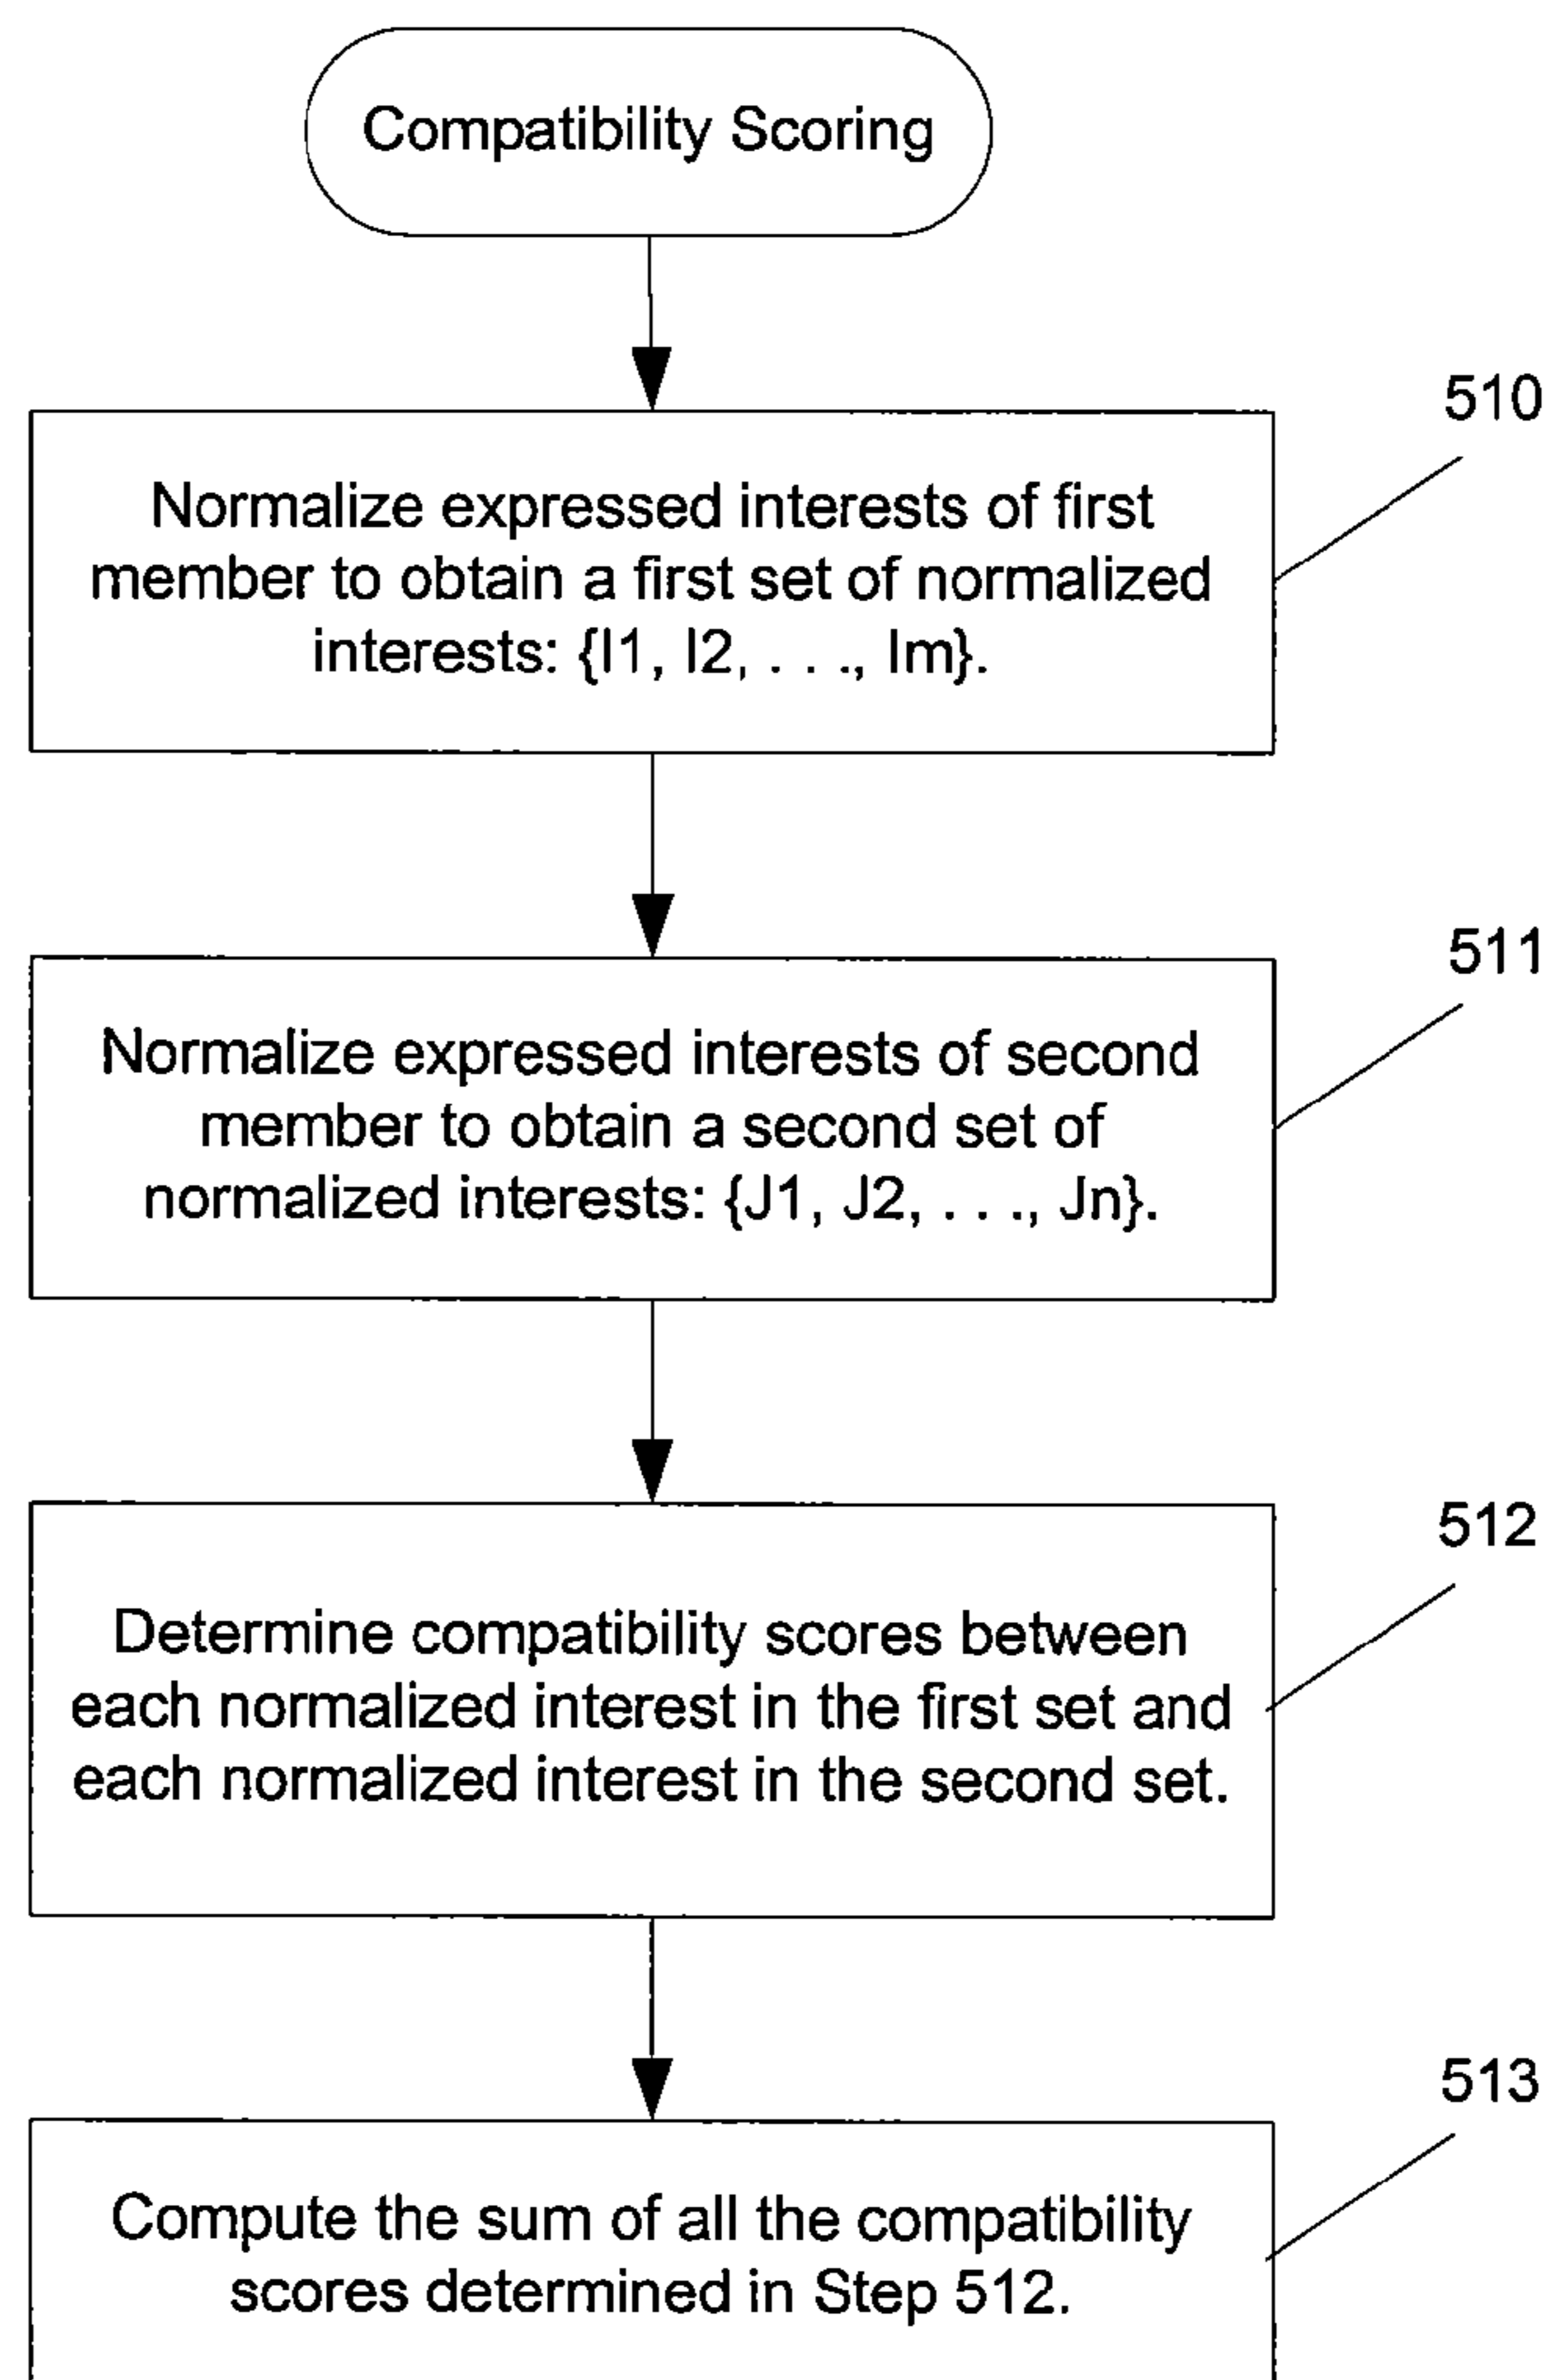 Compatibility Scoring
510
Normalize expressed interests of first
member to obtain a first set of normalized
interests: {I1, I2, . . ., Im}.
511
Normalize expressed interests of second
member to obtain a second set of
normalized interests: {J1, J2, . . ., Jn}.
512
Determine compatibility scores between
each normalized interest in the first set and
each normalized interest in the second set.
513
Compute the sum of all the compatibility
scores determined in Step 512.